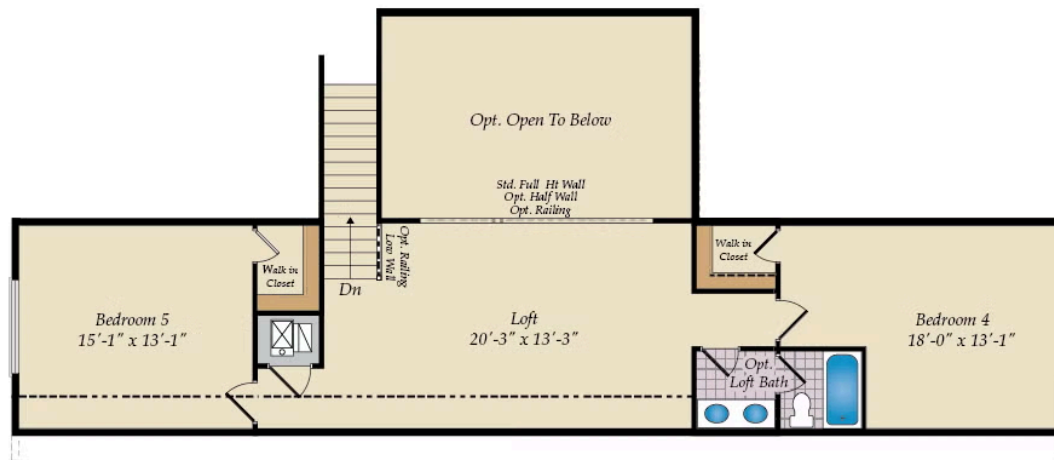 Opt. Open To Below
Std. Full Ht Wall
Opt. Half Wall
Opt. Railing
Opt. Railing
Low Wall
Walk in
Closet
Walk in
Closet
Dn
Bedroom 5
15'-1" x 13'-1"
Loft
20'-3" x 13'-3"
Bedroom 4
18'-0" x 13'-1"
Opt.
Loft Bath